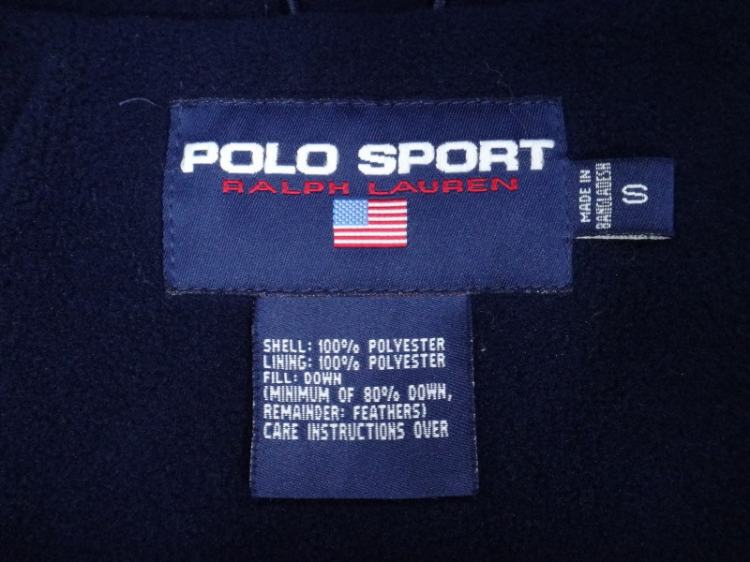 POLO SPORT
RALPH LAUREN
MADE IN
BANGLADESH
S
SHELL: 100% POLYESTER
LINING: 100% POLYESTER
FILL: DOWN
(MINIMUM OF 80% DOWN,
REMAINDER: FEATHERS)
CARE INSTRUCTIONS OVER